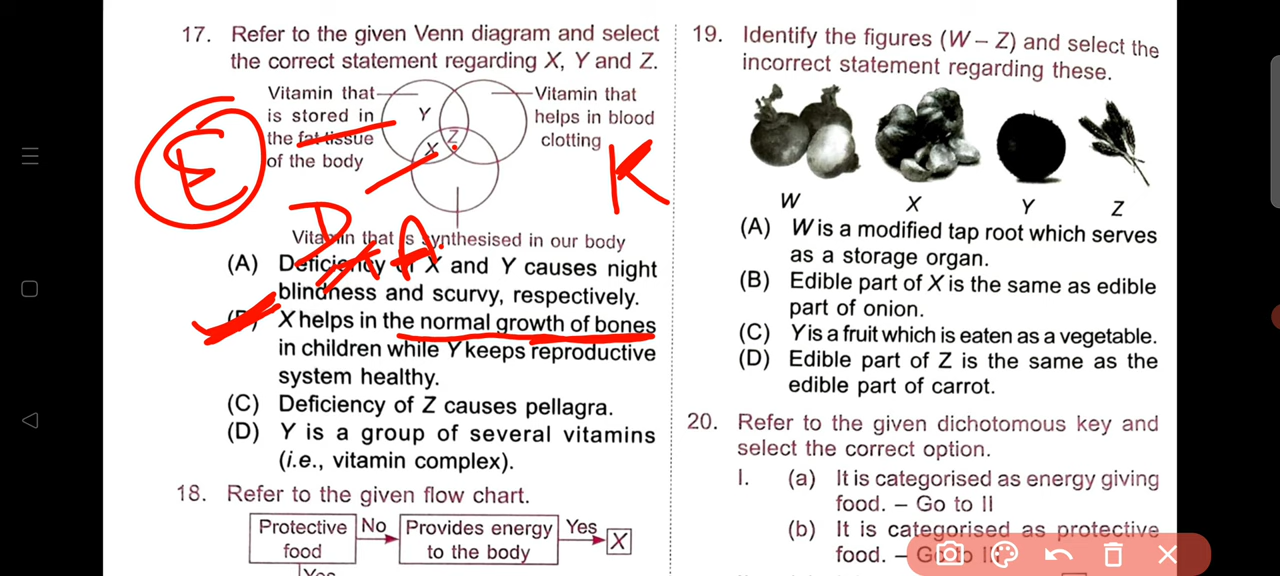 17. Refer to the given Venn diagram and select
the correct statement regarding X, Y and Z.
Vitamin that
is stored in
the fat tissue
of the body
Y
Z
X
Vitamin that
helps in blood
clotting
E
K
D A
Vitamin that is synthesised in our body
(A) Deficiency of X and Y causes night
blindness and scurvy, respectively.
X helps in the normal growth of bones
in children while Y keeps reproductive
system healthy.
(C) Deficiency of Z causes pellagra.
(D) Y is a group of several vitamins
(i.e., vitamin complex).
18. Refer to the given flow chart.
Protective
food
No
Provides energy
to the body
Yes
X
Yes
19. Identify the figures (W – Z) and select the
incorrect statement regarding these.
W X Y Z
(A) W is a modified tap root which serves
as a storage organ.
(B) Edible part of X is the same as edible
part of onion.
(C) Y is a fruit which is eaten as a vegetable.
(D) Edible part of Z is the same as the
edible part of carrot.
20. Refer to the given dichotomous key and
select the correct option.
I. (a) It is categorised as energy giving
food. – Go to II
(b) It is categorised as protective
food. –